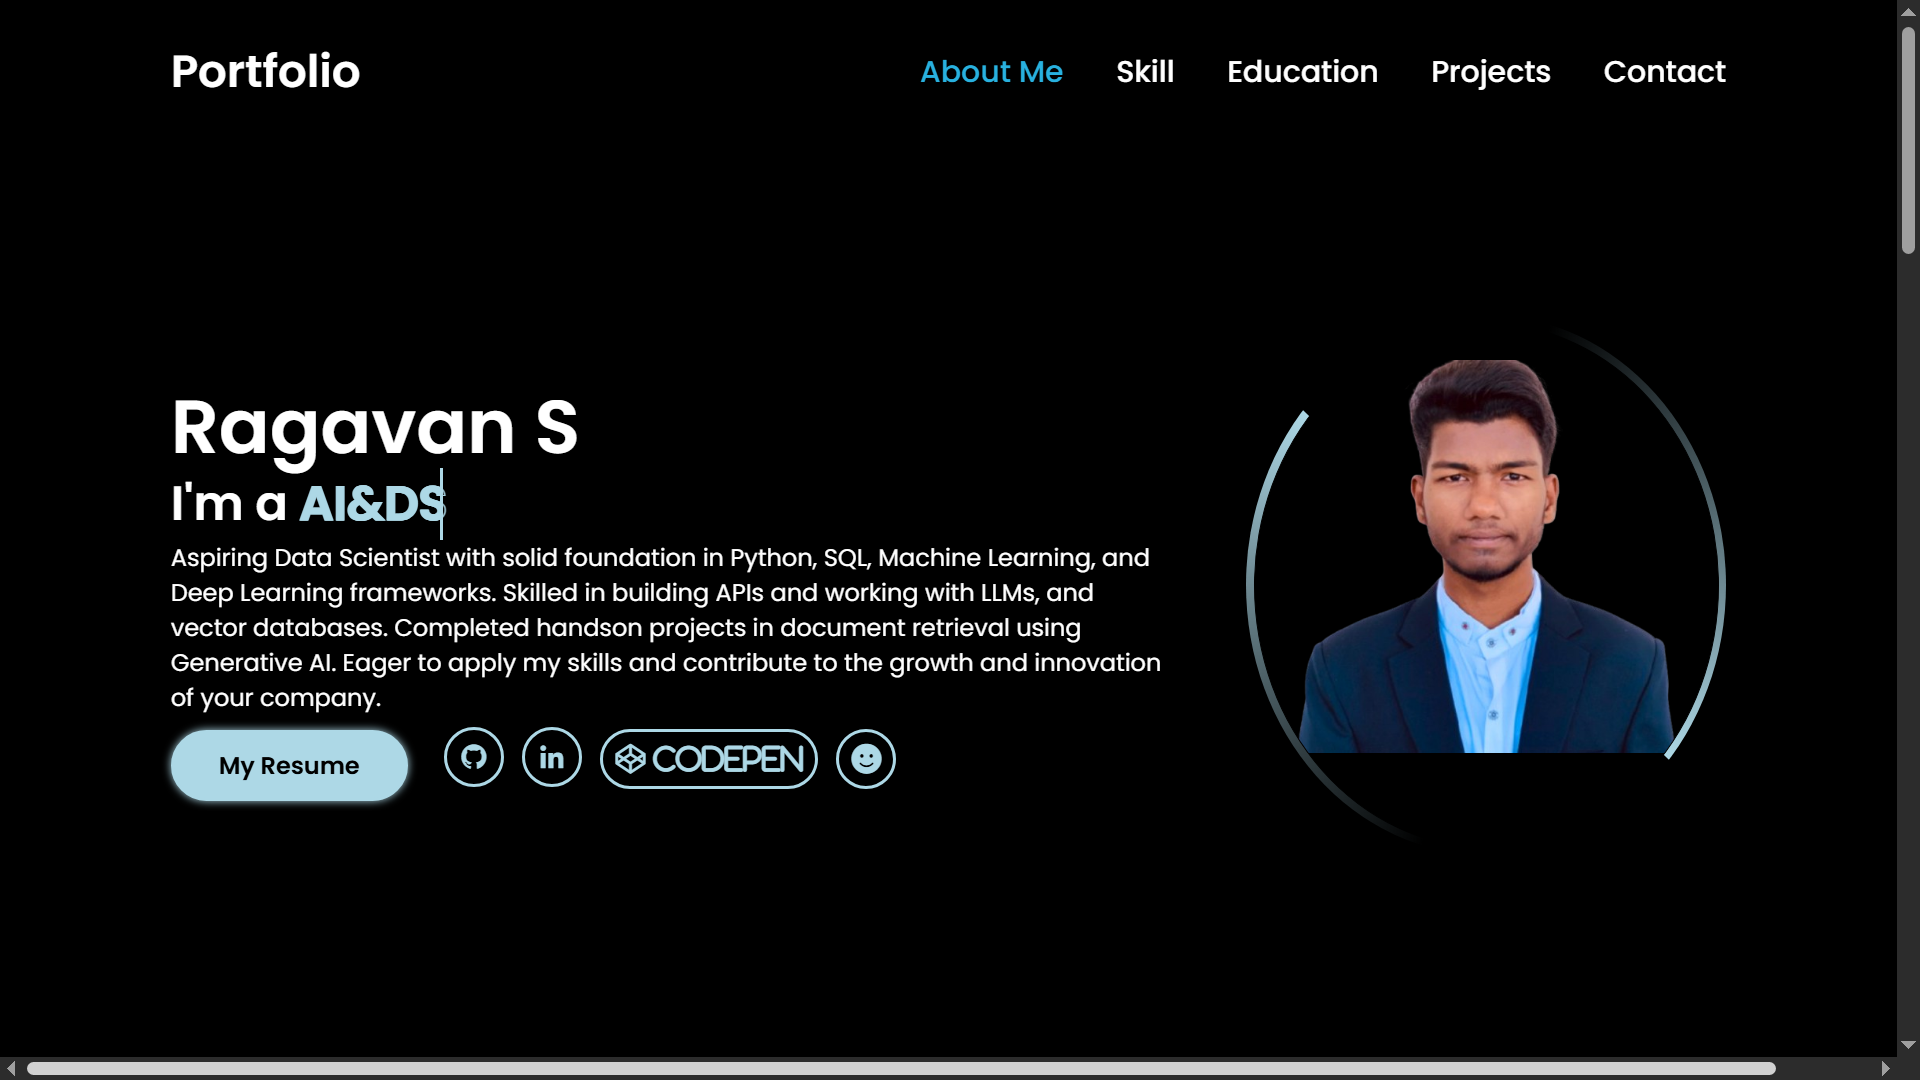 Portfolio
About Me Skill Education Projects Contact
Ragavan S
I'm a AI&DS
Aspiring Data Scientist with solid foundation in Python, SQL, Machine Learning, and
Deep Learning frameworks. Skilled in building APIs and working with LLMs, and
vector databases. Completed handson projects in document retrieval using
Generative AI. Eager to apply my skills and contribute to the growth and innovation
of your company.
My Resume
in
CODEPEN